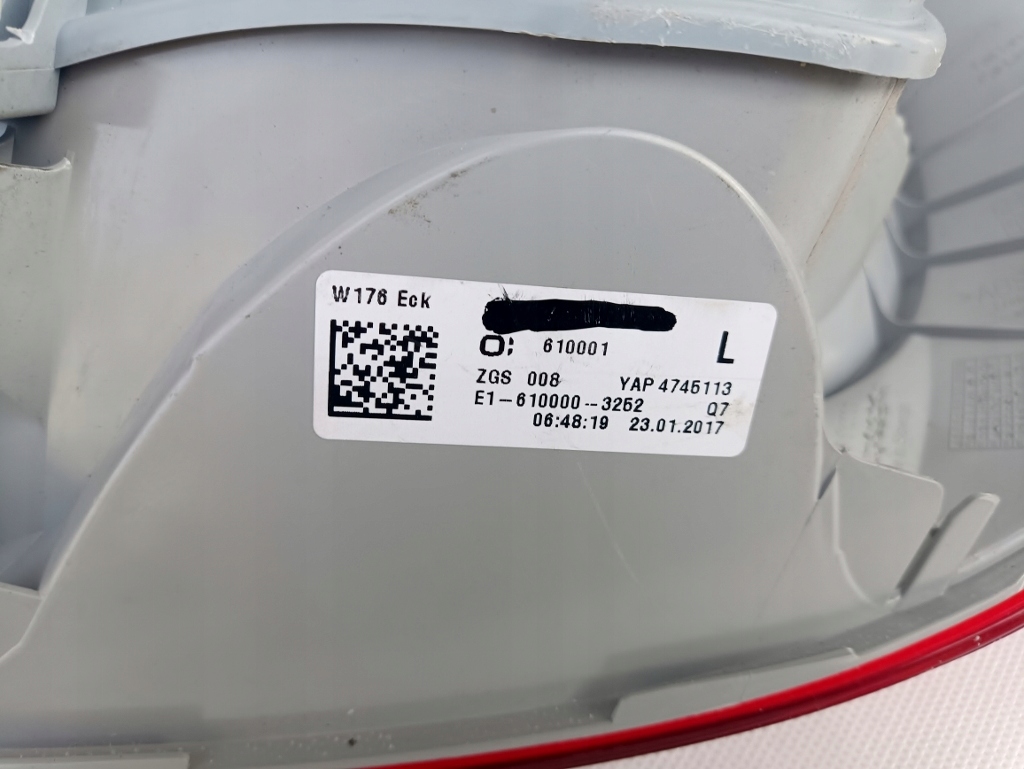 W176 Eck
O: 610001
L
ZGS 008 YAP 4745113
E1-610000-3252 Q7
06:48:19 23.01.2017